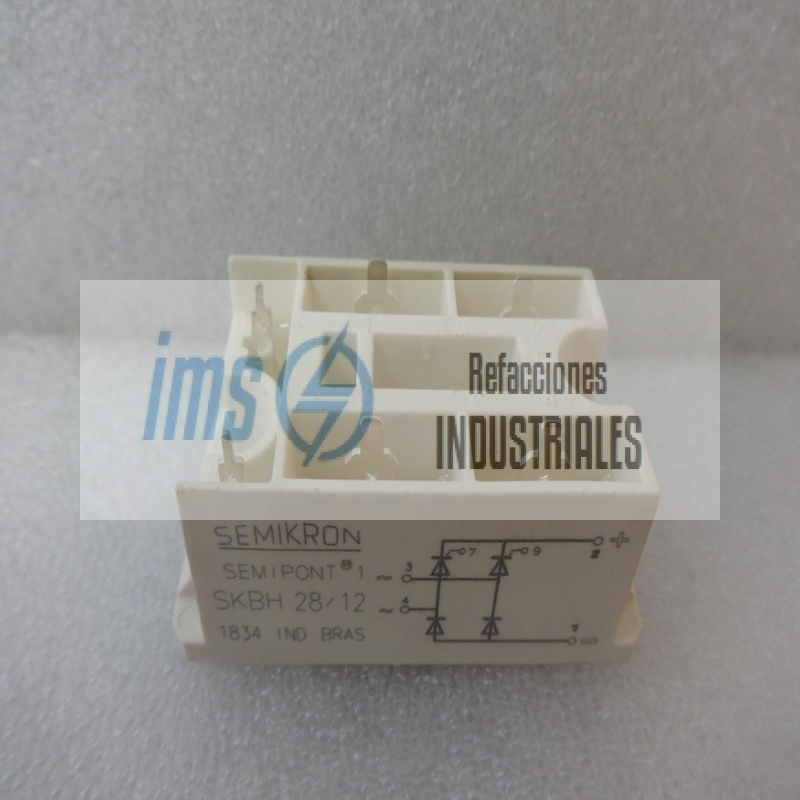 ims
Refacciones
INDUSTRIALES
SEMIKRON
SEMIPONT® 1
SKBH 28/12
1834 IND BRAS
~ 3
~ 4
7
9
2 +
1 -